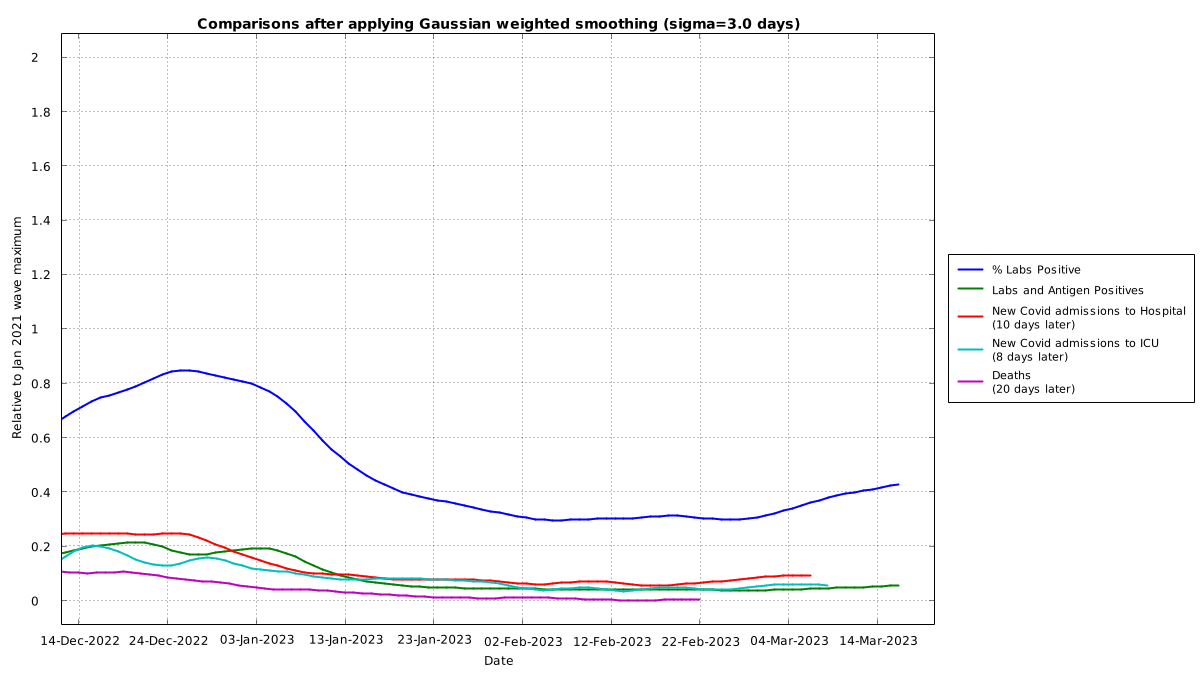 Comparisons after applying Gaussian weighted smoothing (sigma=3.0 days)
2
1.8
1.6
1.4
1.2
1
0.8
0.6
0.4
0.2
0
Relative to Jan 2021 wave maximum
14-Dec-2022 24-Dec-2022 03-Jan-2023 13-Jan-2023 23-Jan-2023 02-Feb-2023 12-Feb-2023 22-Feb-2023 04-Mar-2023 14-Mar-2023
Date
% Labs Positive
Labs and Antigen Positives
New Covid admissions to Hospital
(10 days later)
New Covid admissions to ICU
(8 days later)
Deaths
(20 days later)